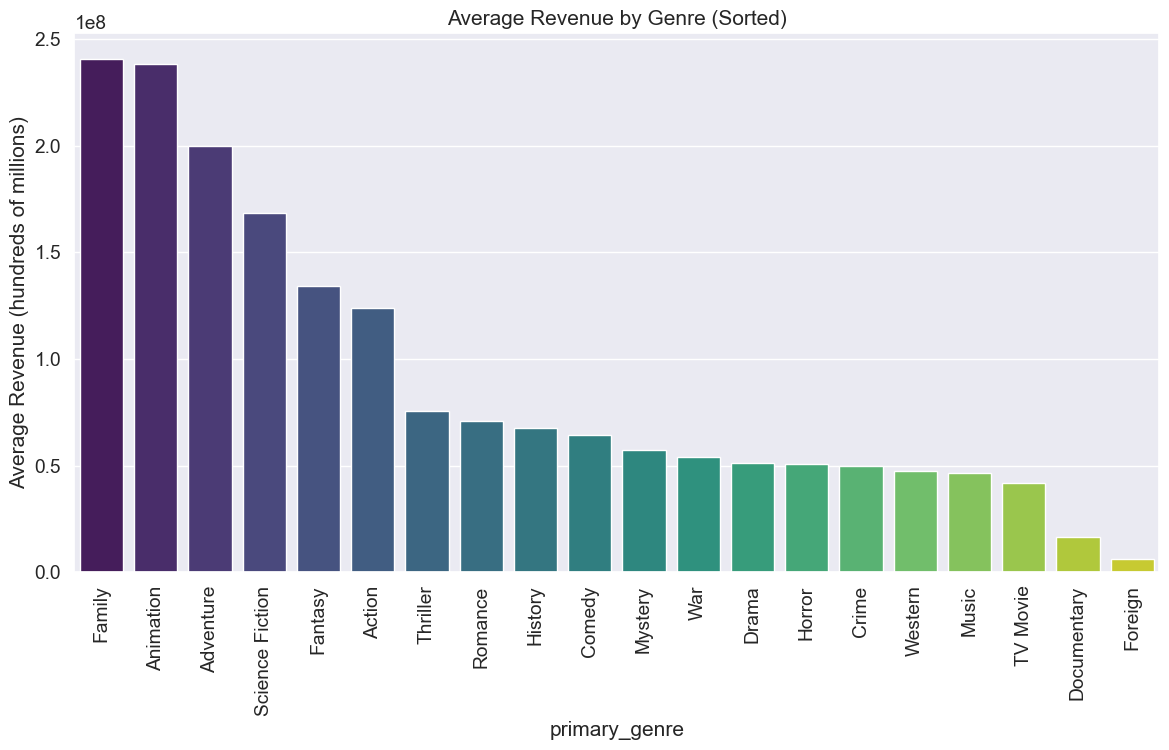 Average Revenue by Genre (Sorted)
1e8
2.5
2.0
1.5
1.0
0.5
0.0
Average Revenue (hundreds of millions)
Family
Animation
Adventure
Science Fiction
Fantasy
Action
Thriller
Romance
History
Comedy
Mystery
War
Drama
Horror
Crime
Western
Music
TV Movie
Documentary
Foreign
primary_genre